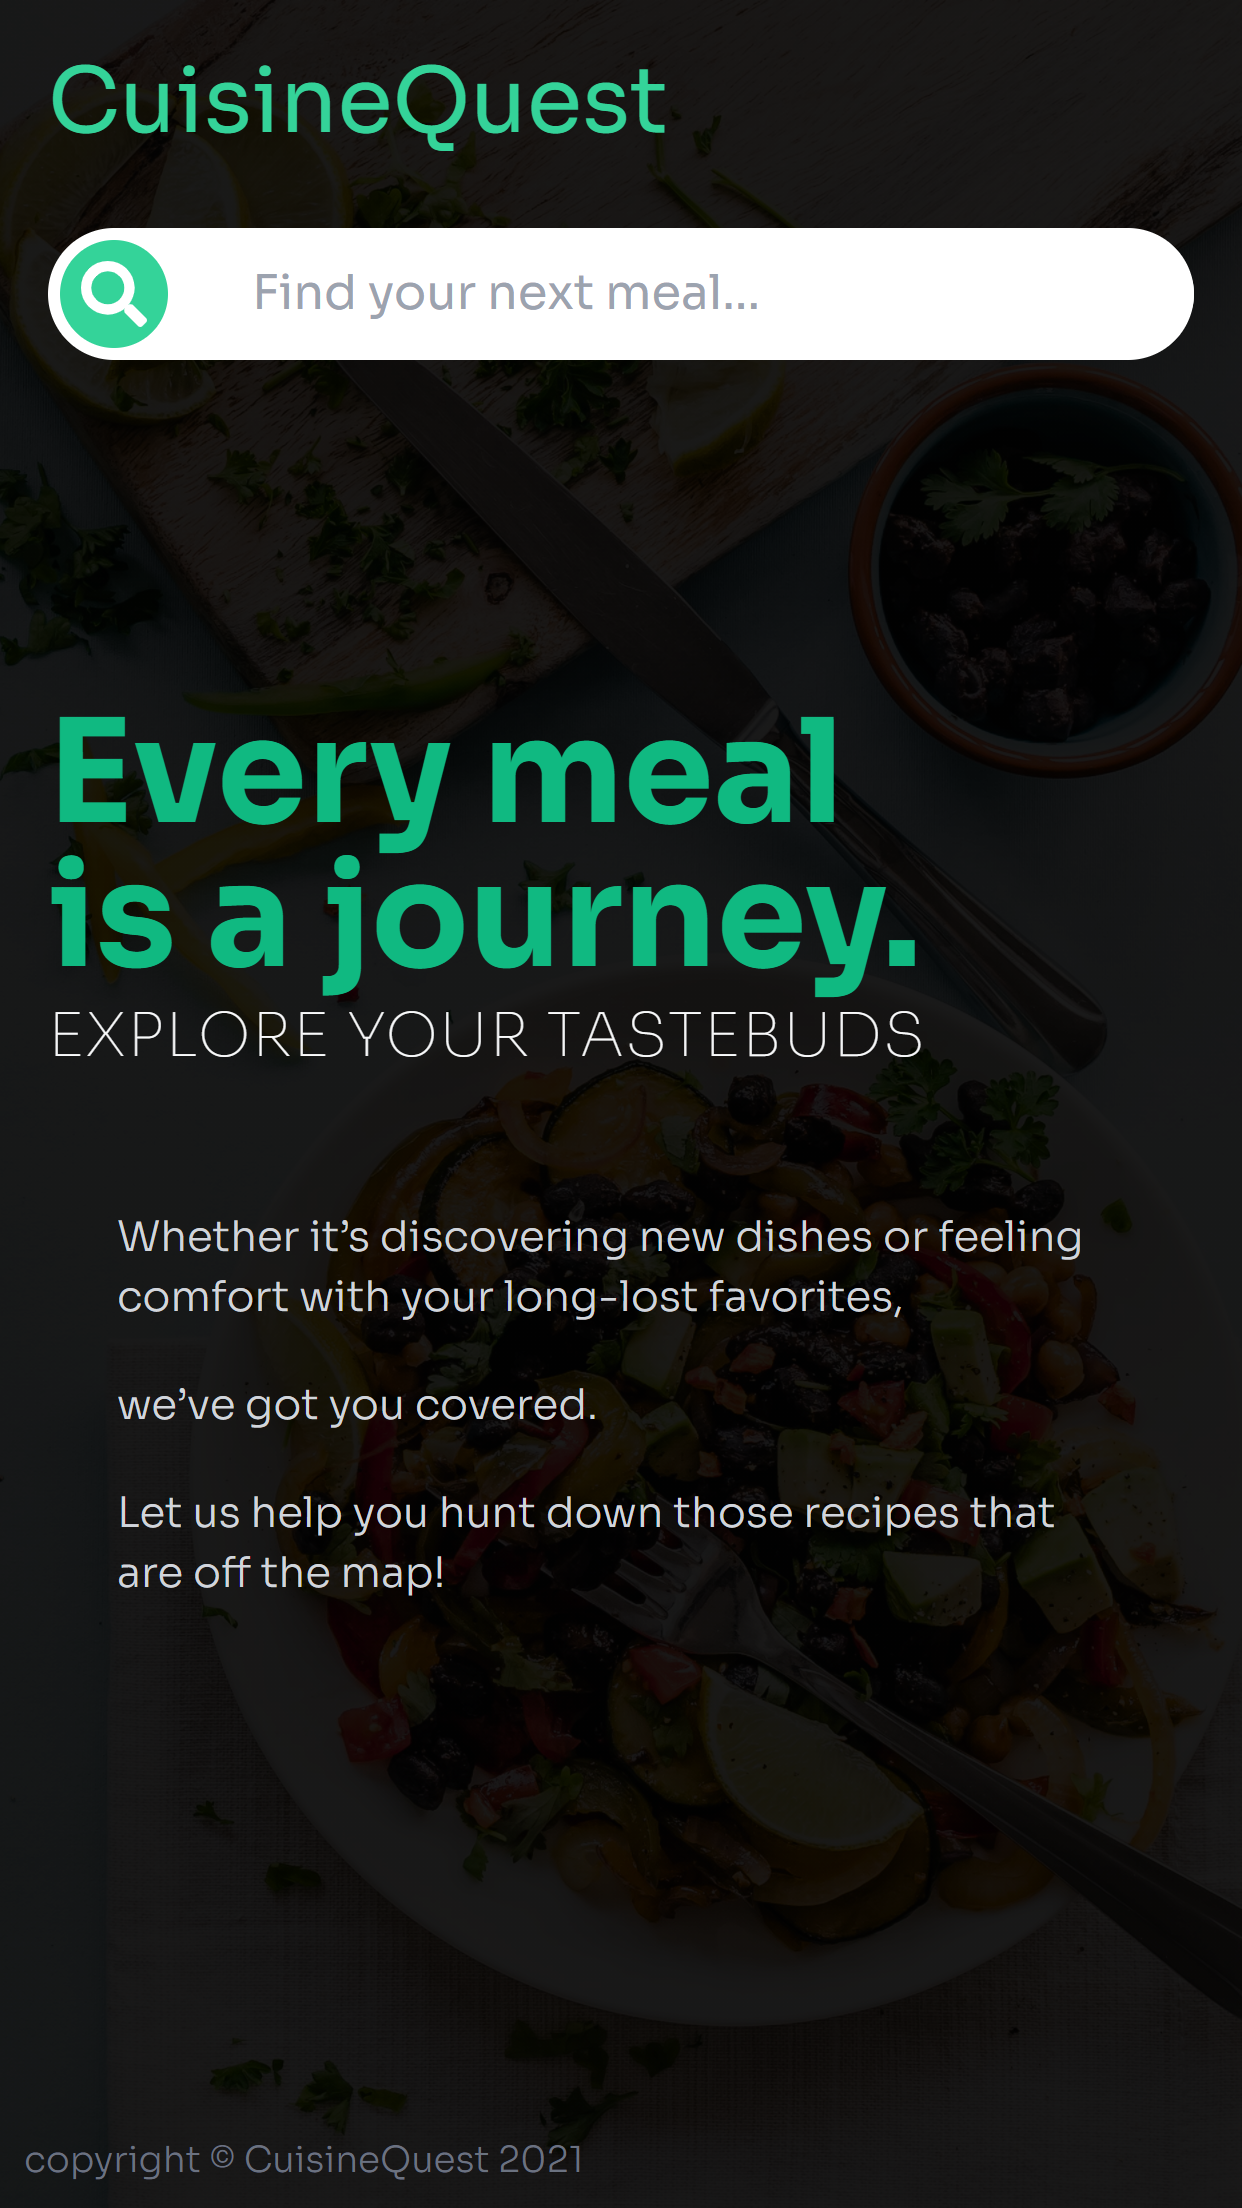 CuisineQuest
Find your next meal...
Every meal
is a journey.
EXPLORE YOUR TASTEBUDS
Whether it’s discovering new dishes or feeling
comfort with your long-lost favorites,
we’ve got you covered.
Let us help you hunt down those recipes that
are off the map!
copyright © CuisineQuest 2021